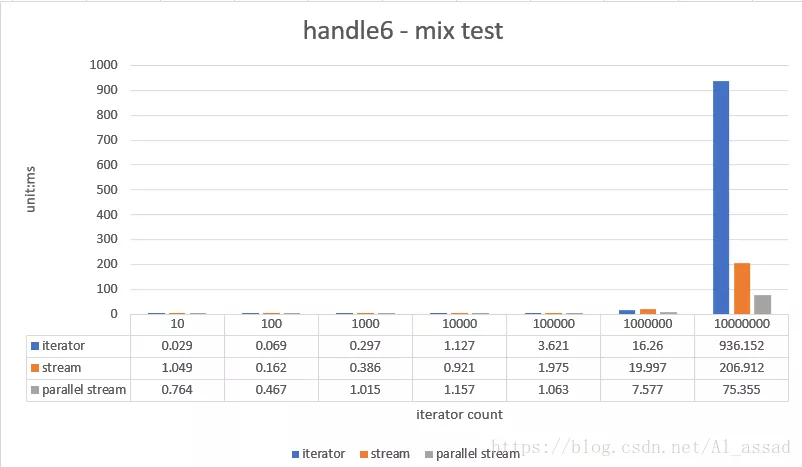 handle6 - mix test
1000
900
800
700
600
500
400
300
200
100
0
unit:ms
10 100 1000 10000 100000 1000000 10000000
iterator 0.029 0.069 0.297 1.127 3.621 16.26 936.152
stream 1.049 0.162 0.386 0.921 1.975 19.997 206.912
parallel stream 0.764 0.467 1.015 1.157 1.063 7.577 75.355
iterator count
iterator stream parallel stream
https://blog.csdn.net/Al_assad